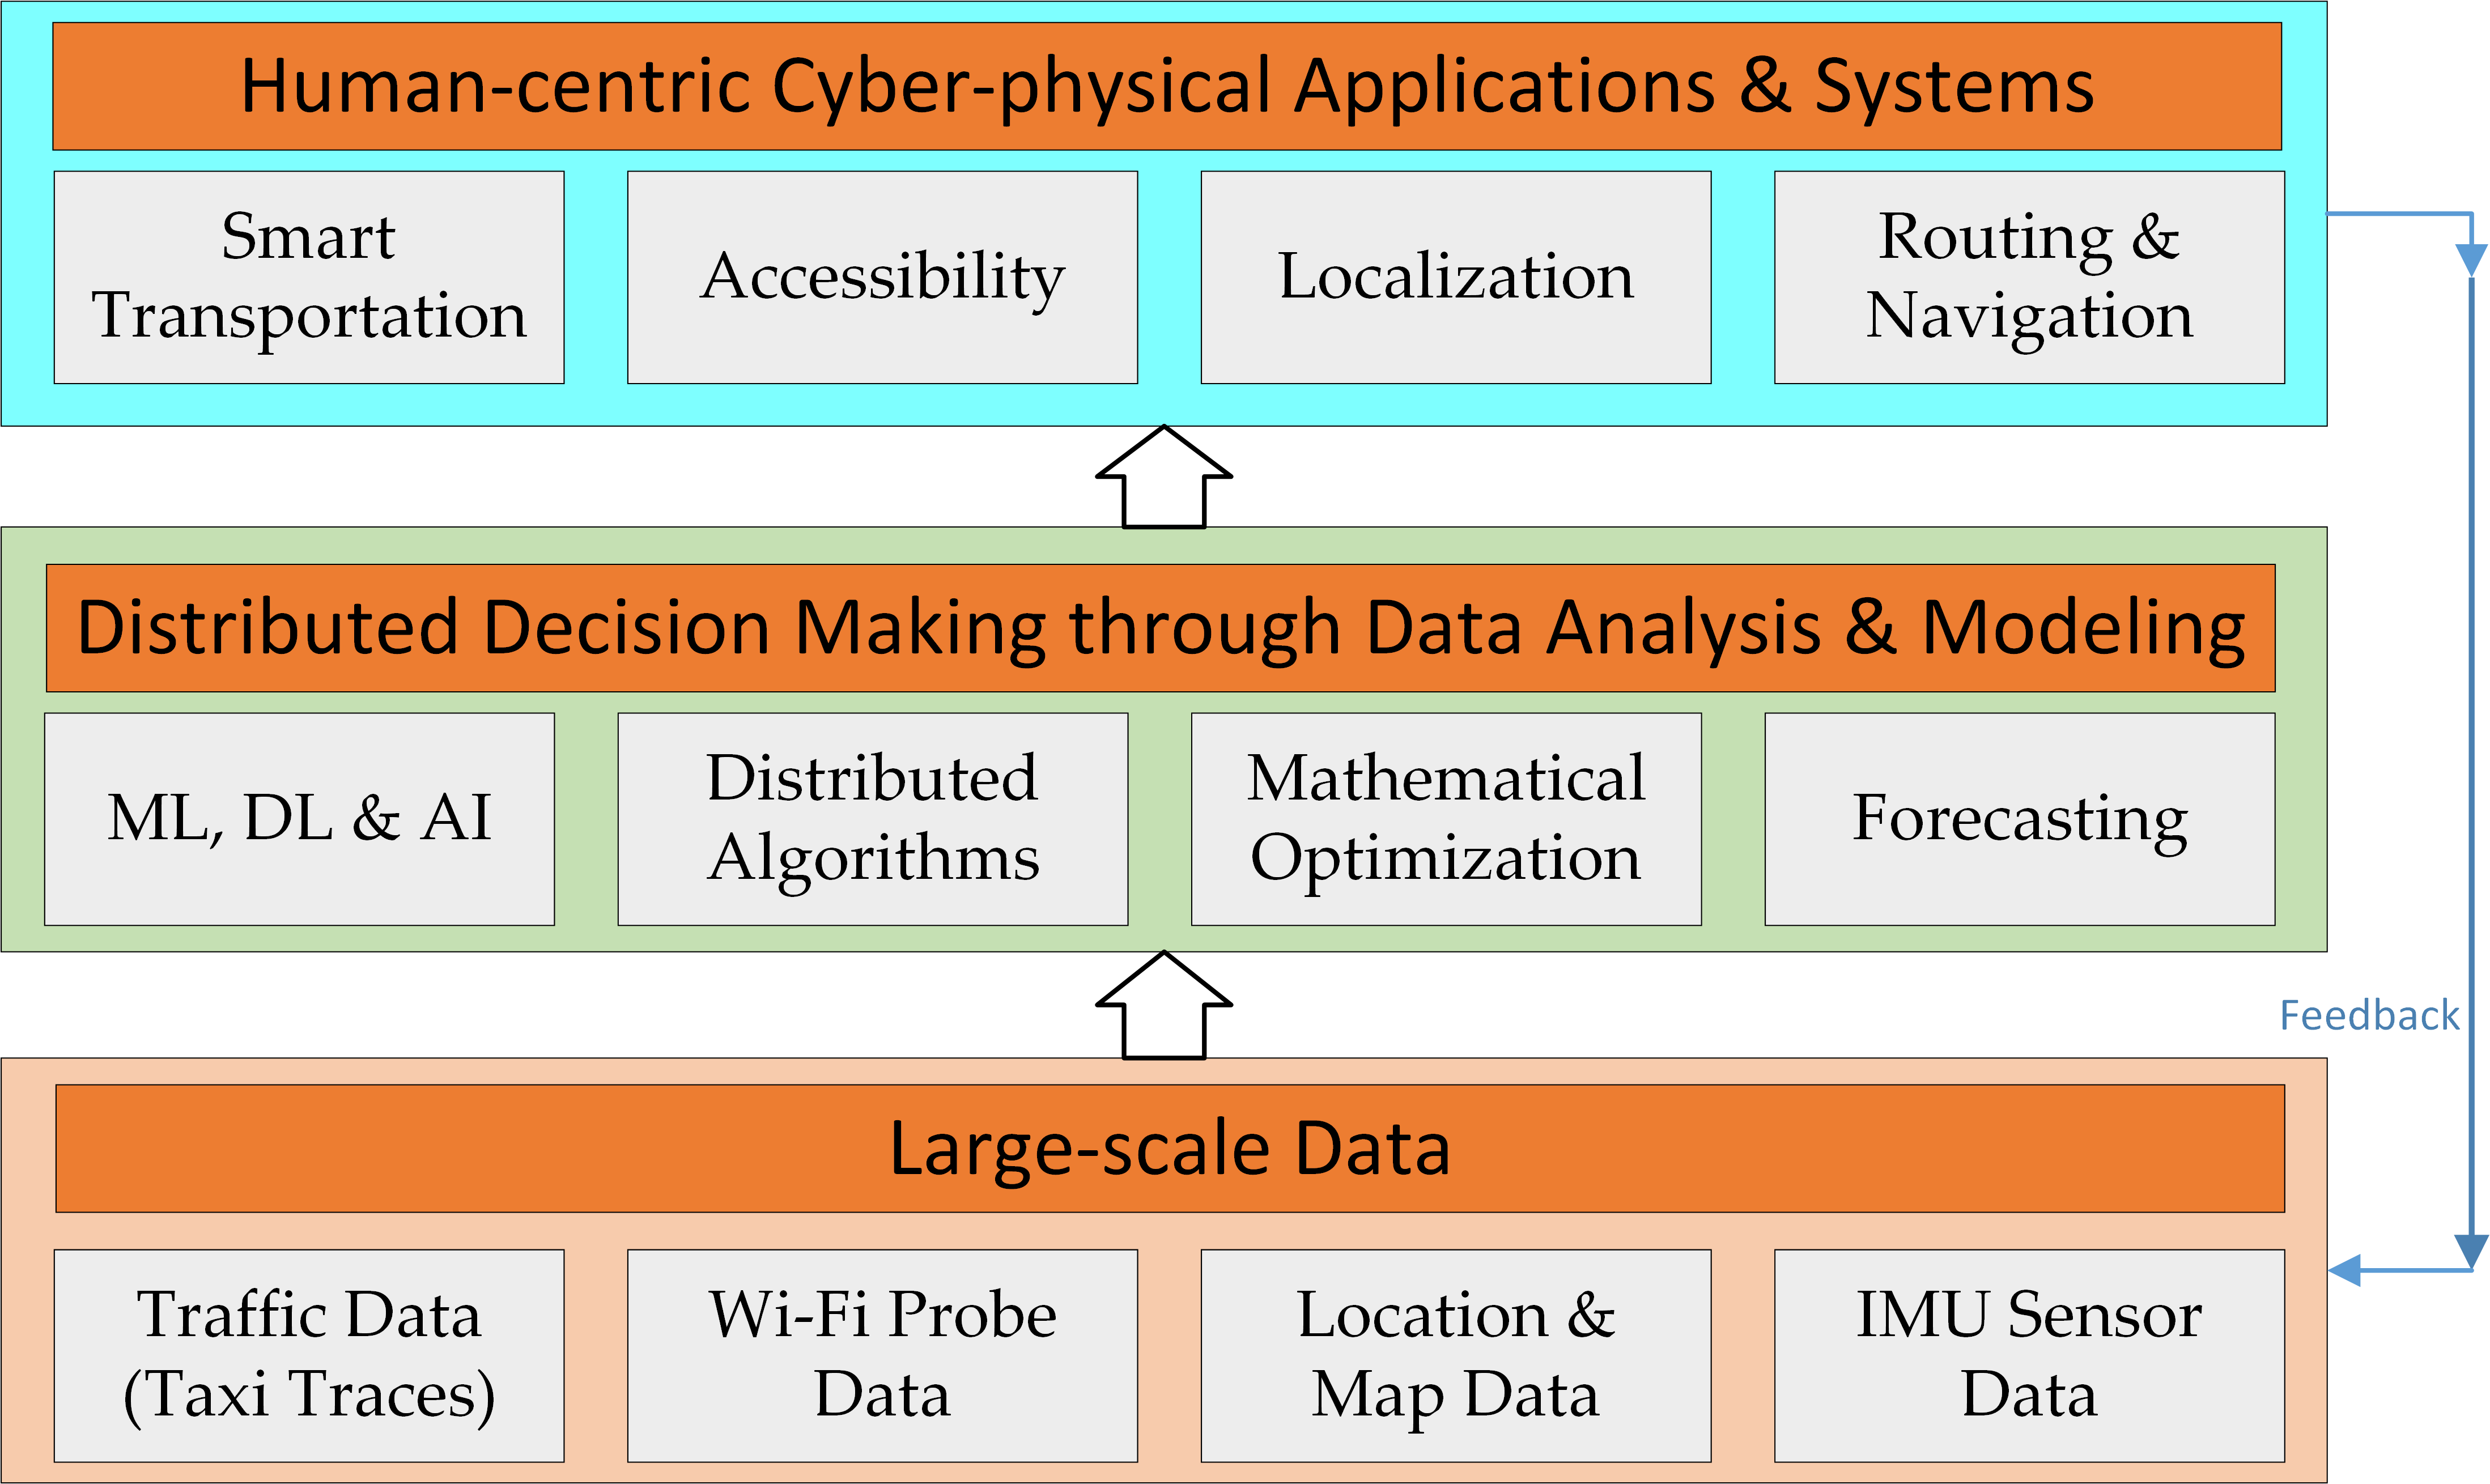 Human-centric Cyber-physical Applications & Systems
Smart
Transportation
Accessibility
Localization
Routing &
Navigation
Distributed Decision Making through Data Analysis & Modeling
ML, DL & AI
Distributed
Algorithms
Mathematical
Optimization
Forecasting
Feedback
Large-scale Data
Traffic Data
(Taxi Traces)
Wi-Fi Probe
Data
Location &
Map Data
IMU Sensor
Data